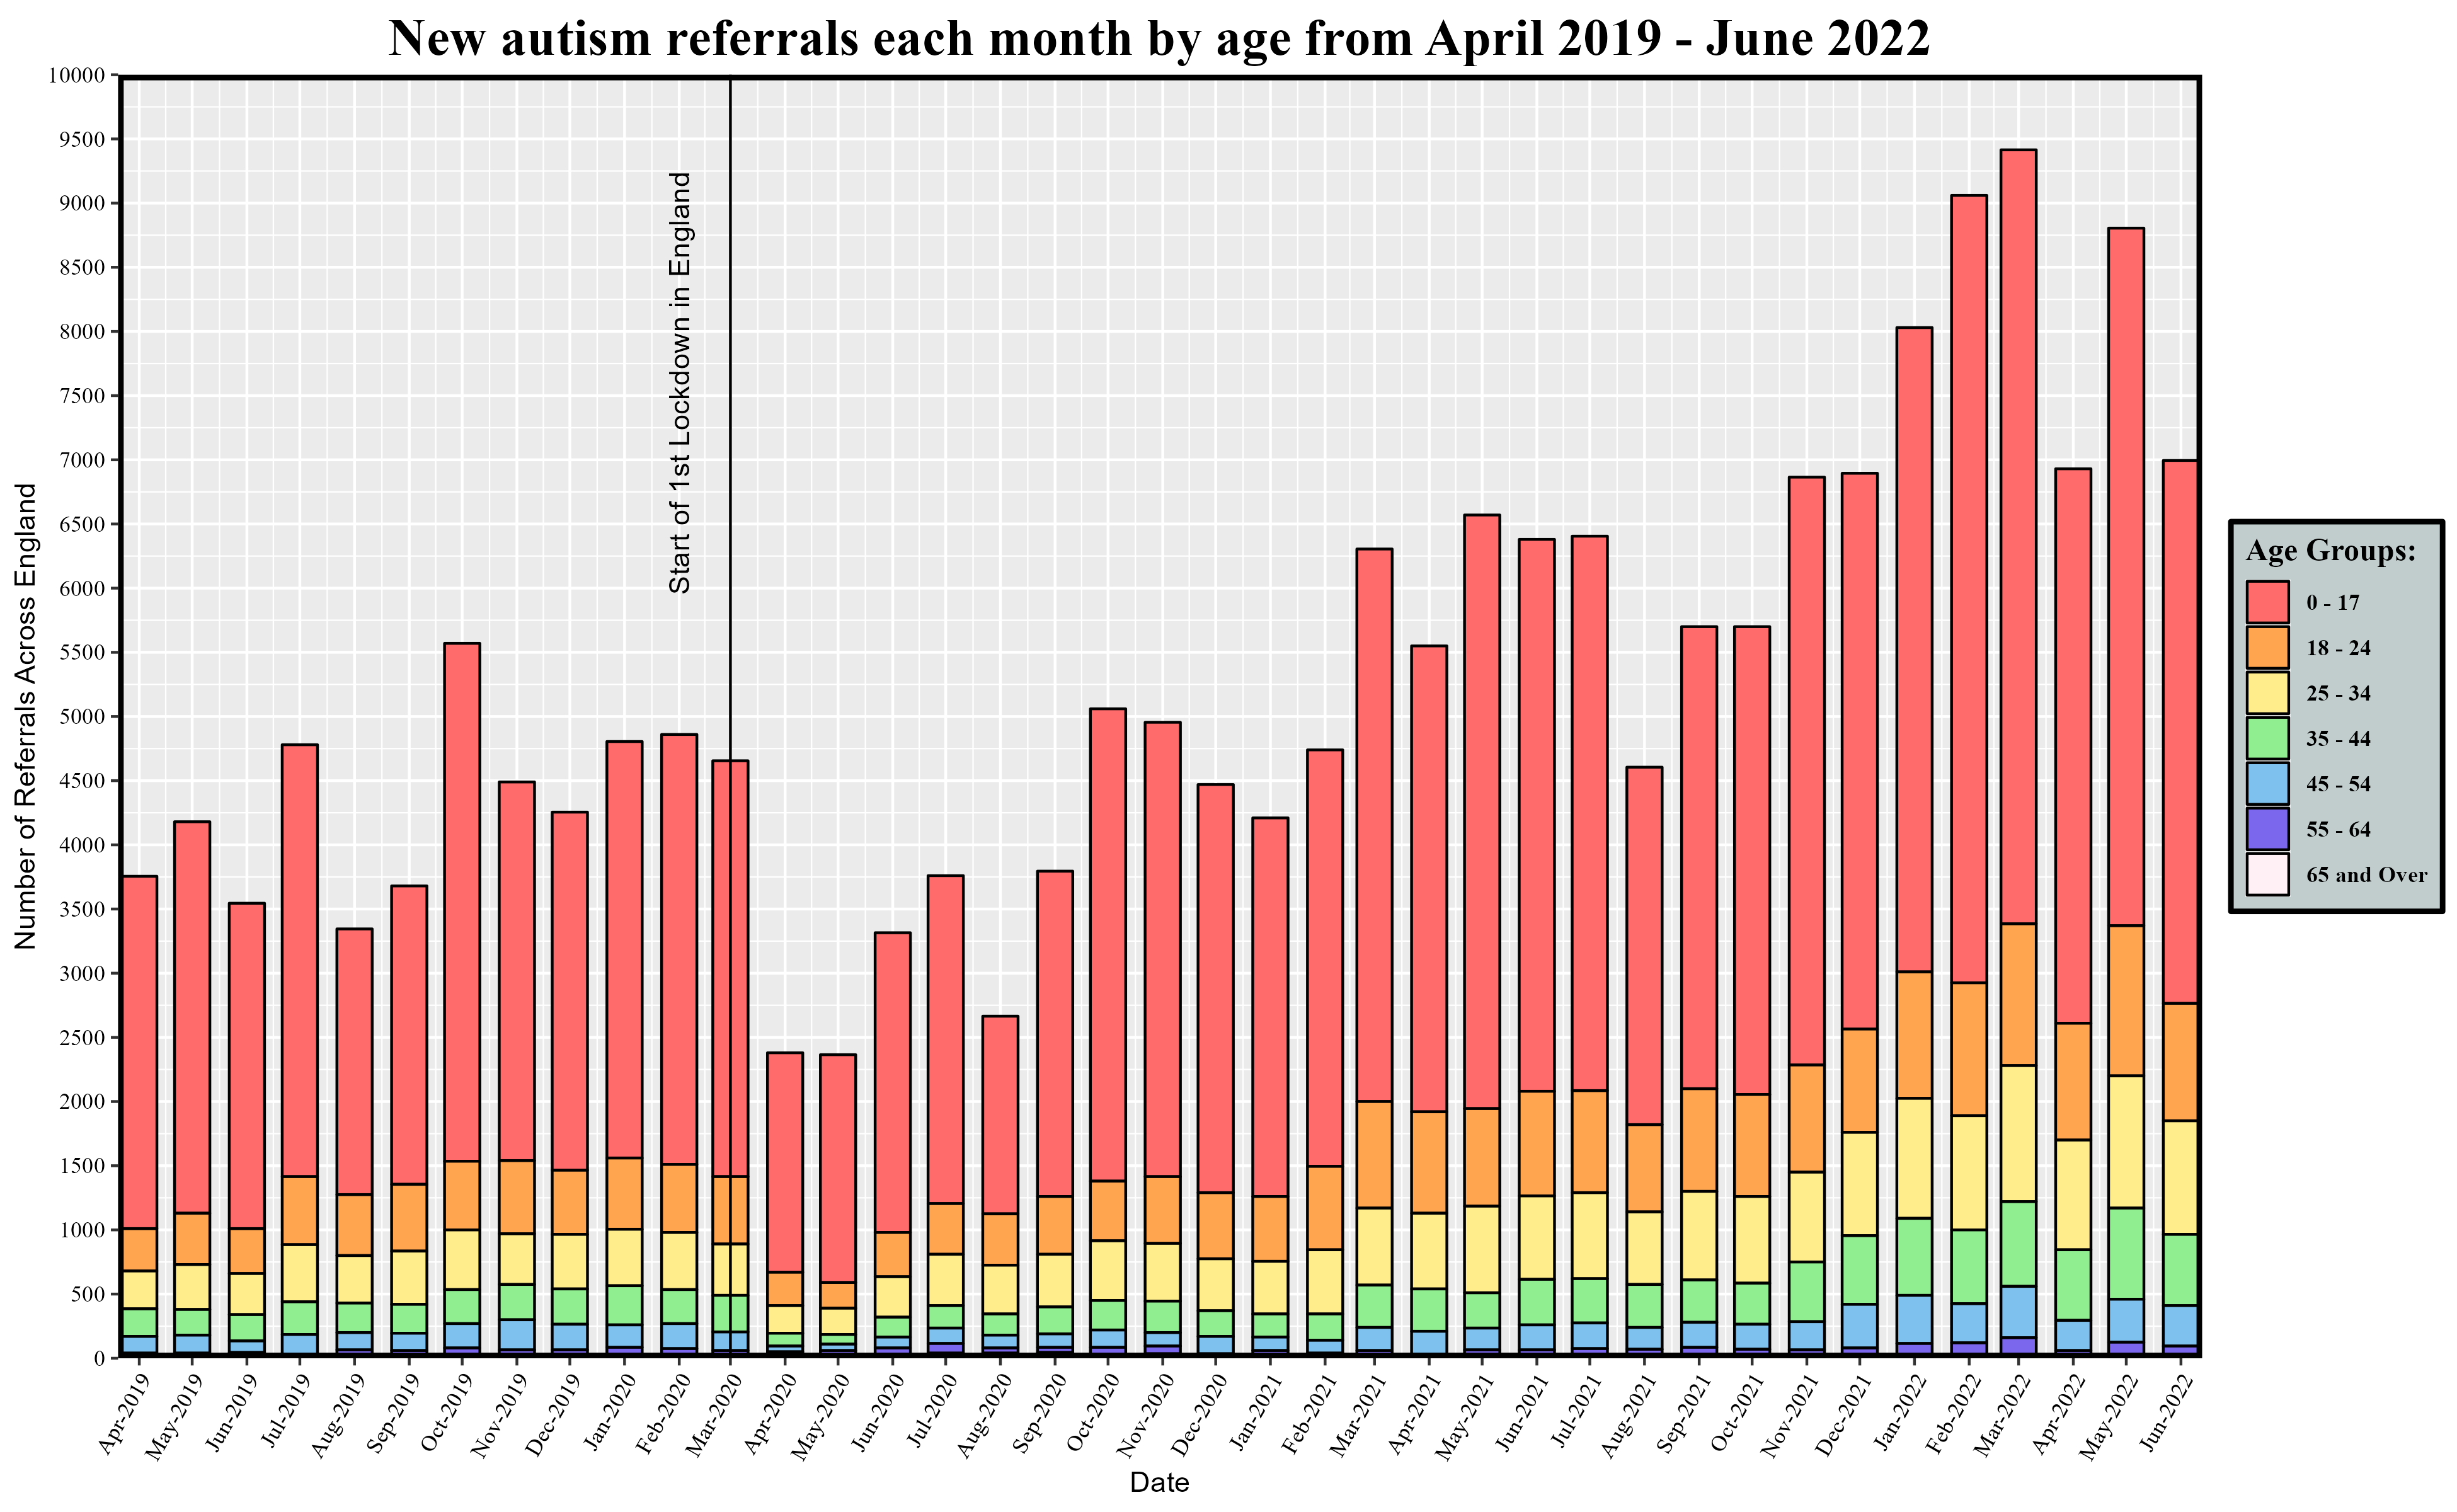 New autism referrals each month by age from April 2019 - June 2022
Number of Referrals Across England
10000
9500
9000
8500
8000
7500
7000
6500
6000
5500
5000
4500
4000
3500
3000
2500
2000
1500
1000
500
0
Start of 1st Lockdown in England
Apr-2019
May-2019
Jun-2019
Jul-2019
Aug-2019
Sep-2019
Oct-2019
Nov-2019
Dec-2019
Jan-2020
Feb-2020
Mar-2020
Apr-2020
May-2020
Jun-2020
Jul-2020
Aug-2020
Sep-2020
Oct-2020
Nov-2020
Dec-2020
Jan-2021
Feb-2021
Mar-2021
Apr-2021
May-2021
Jun-2021
Jul-2021
Aug-2021
Sep-2021
Oct-2021
Nov-2021
Dec-2021
Jan-2022
Feb-2022
Mar-2022
Apr-2022
May-2022
Jun-2022
Date
Age Groups:
0 - 17
18 - 24
25 - 34
35 - 44
45 - 54
55 - 64
65 and Over